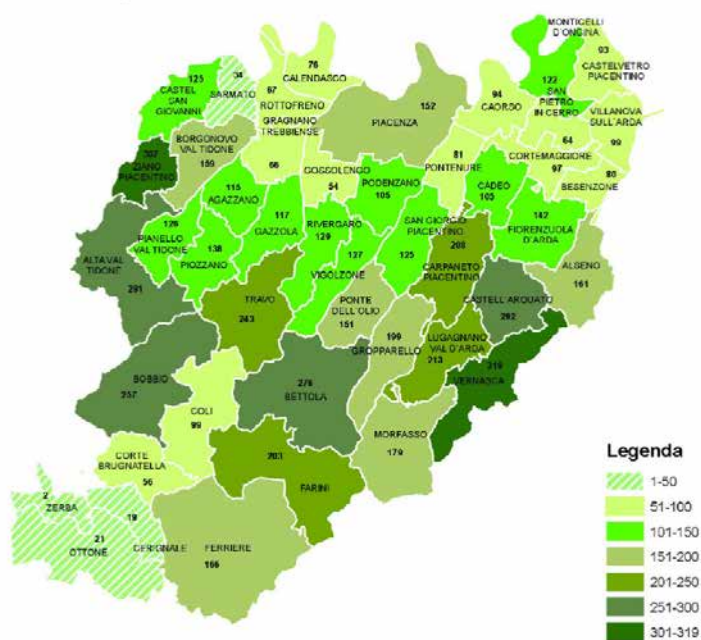 MONTICELLI
D'ONGINA
93
CASTELVETRO
PIACENTINO
122
SAN
PIETRO
IN CERRO
94
CAORSO
VILLANOVA
SULL'ARDA
99
64
CORTEMAGGIORE
97
BESENZONE
76
CALENDASCO
67
ROTTOFRENO
GRAGNANO
TREBBIENSE
66
152
PIACENZA
125
CASTEL
SAN
GIOVANNI
34
SARMATO
BORGONOVO
VAL TIDONE
159
ZIANO
PIACENTINO
GOSSOLENGO
54
81
PONTENURE
PODENZANO
105
CADEO
105
142
FIORENZUOLA
D'ARDA
115
AGAZZANO
117
GAZZOLA
RIVERGARO
129
137
VIGOLZONE
SAN GIORGIO
PIACENTINO
125
208
CARPANETO
PIACENTINO
PIANELLO
VAL TIDONE
138
PIOZZANO
ALTA VAL
TIDONE
291
ALSENO
161
CASTELL'ARQUATO
292
TRAVO
243
PONTE
DELL'OLIO
151
199
GROPPARELLO
LUGAGNANO
VAL D'ARDA
213
319
VERNASCA
BOBBIO
257
276
BETTOLA
COLI
99
MORFASSO
179
CORTE
BRUGNATELLA
56
203
FARINI
2
ZERBA
19
21
OTTONE
CERIGNALE
FERRIERE
166
Legenda
1-50
51-100
101-150
151-200
201-250
251-300
301-319